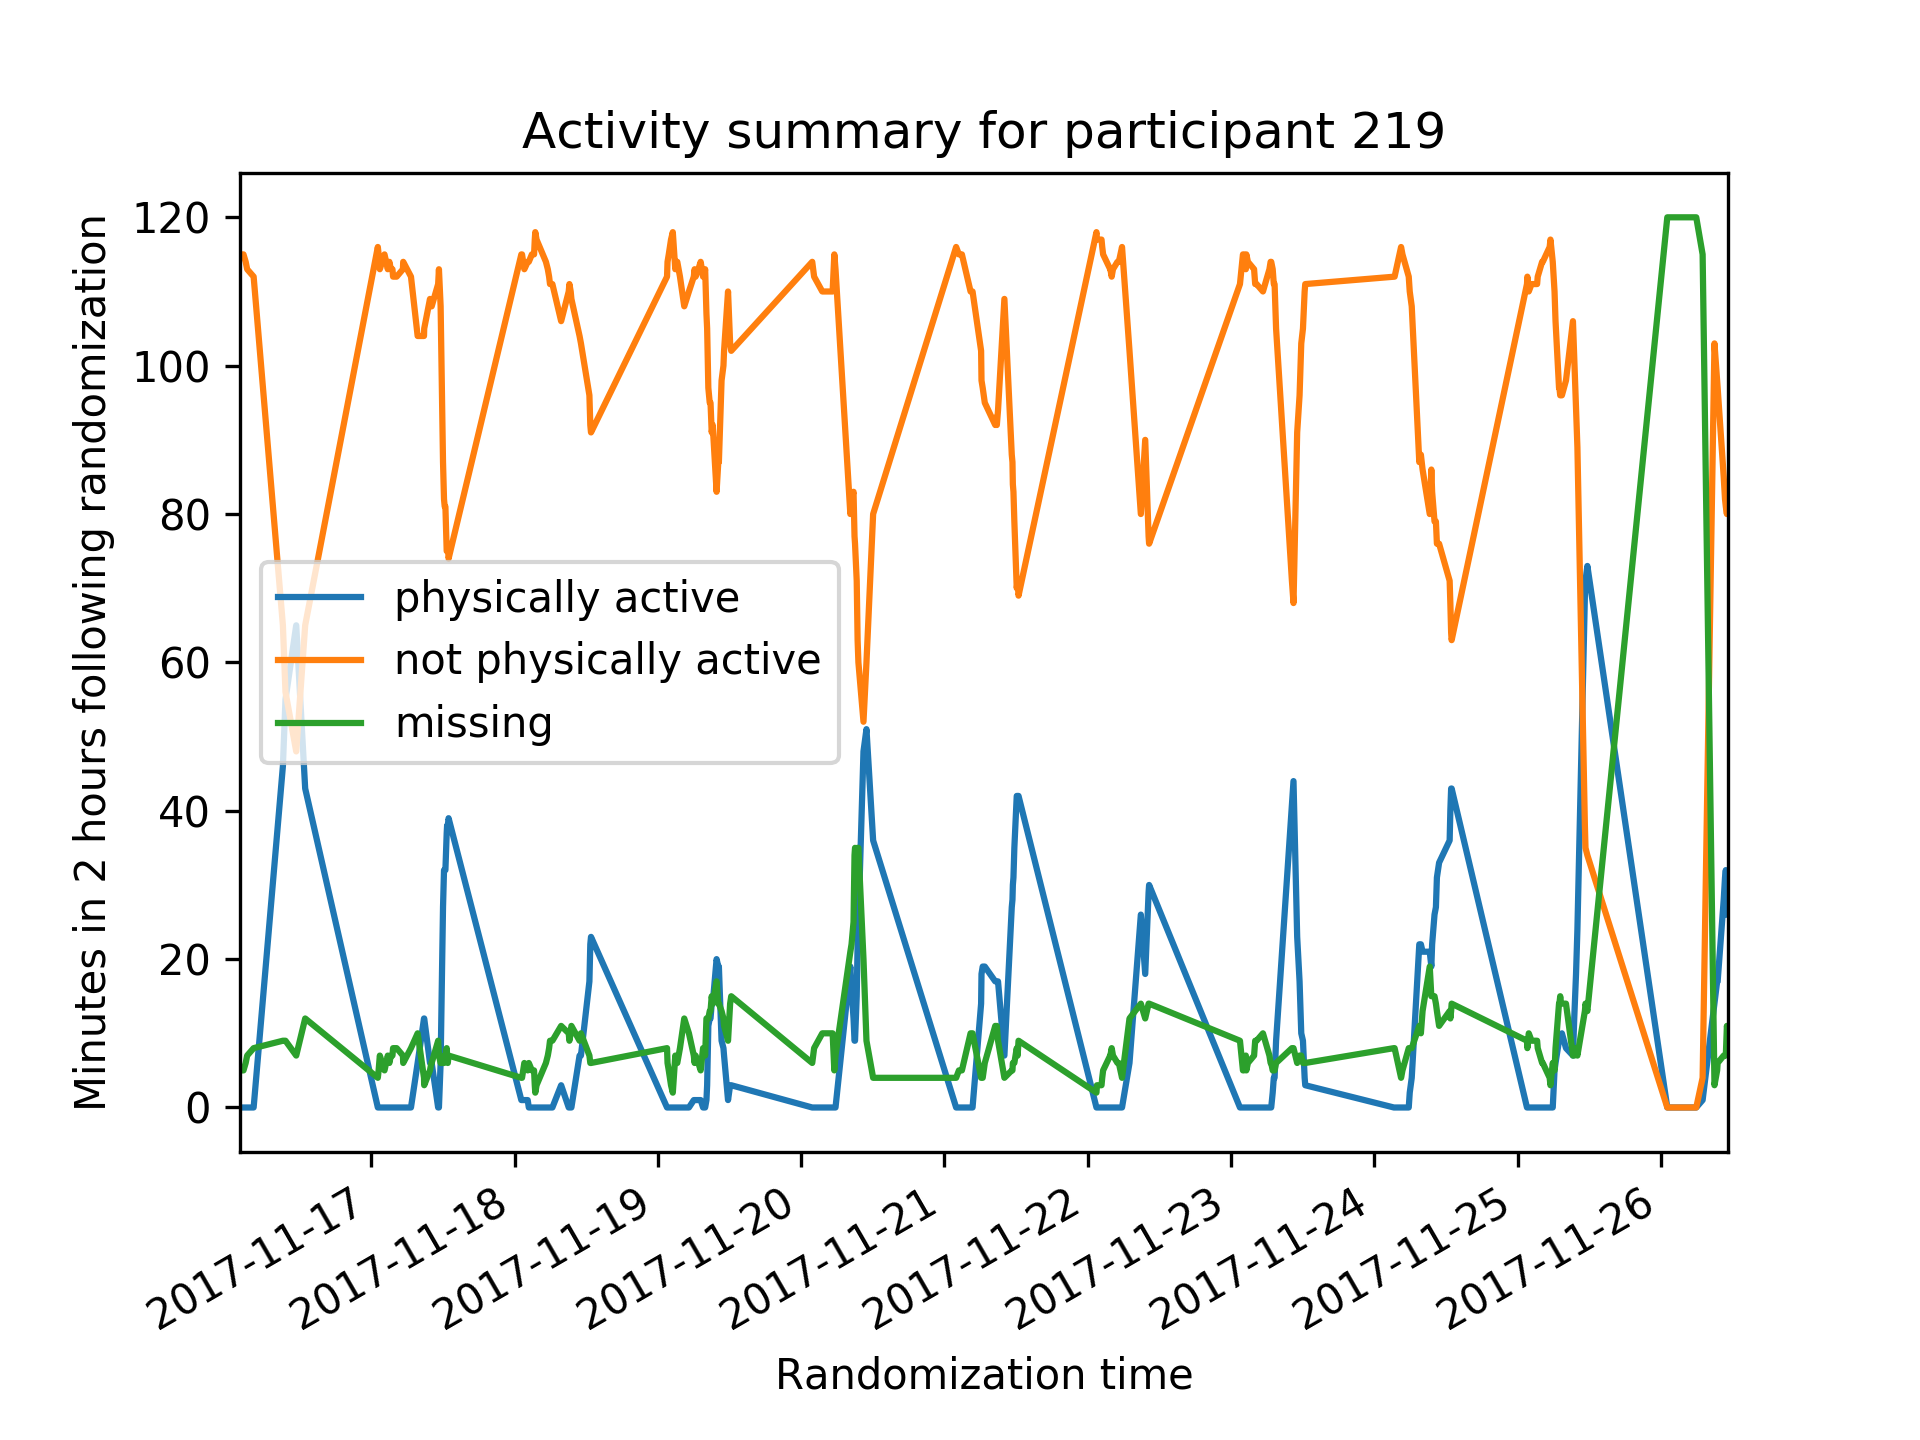 Activity summary for participant 219
Minutes in 2 hours following randomization
120
100
80
60
40
20
0
physically active
not physically active
missing
2017-11-17
2017-11-18
2017-11-19
2017-11-20
2017-11-21
2017-11-22
2017-11-23
2017-11-24
2017-11-25
2017-11-26
Randomization time